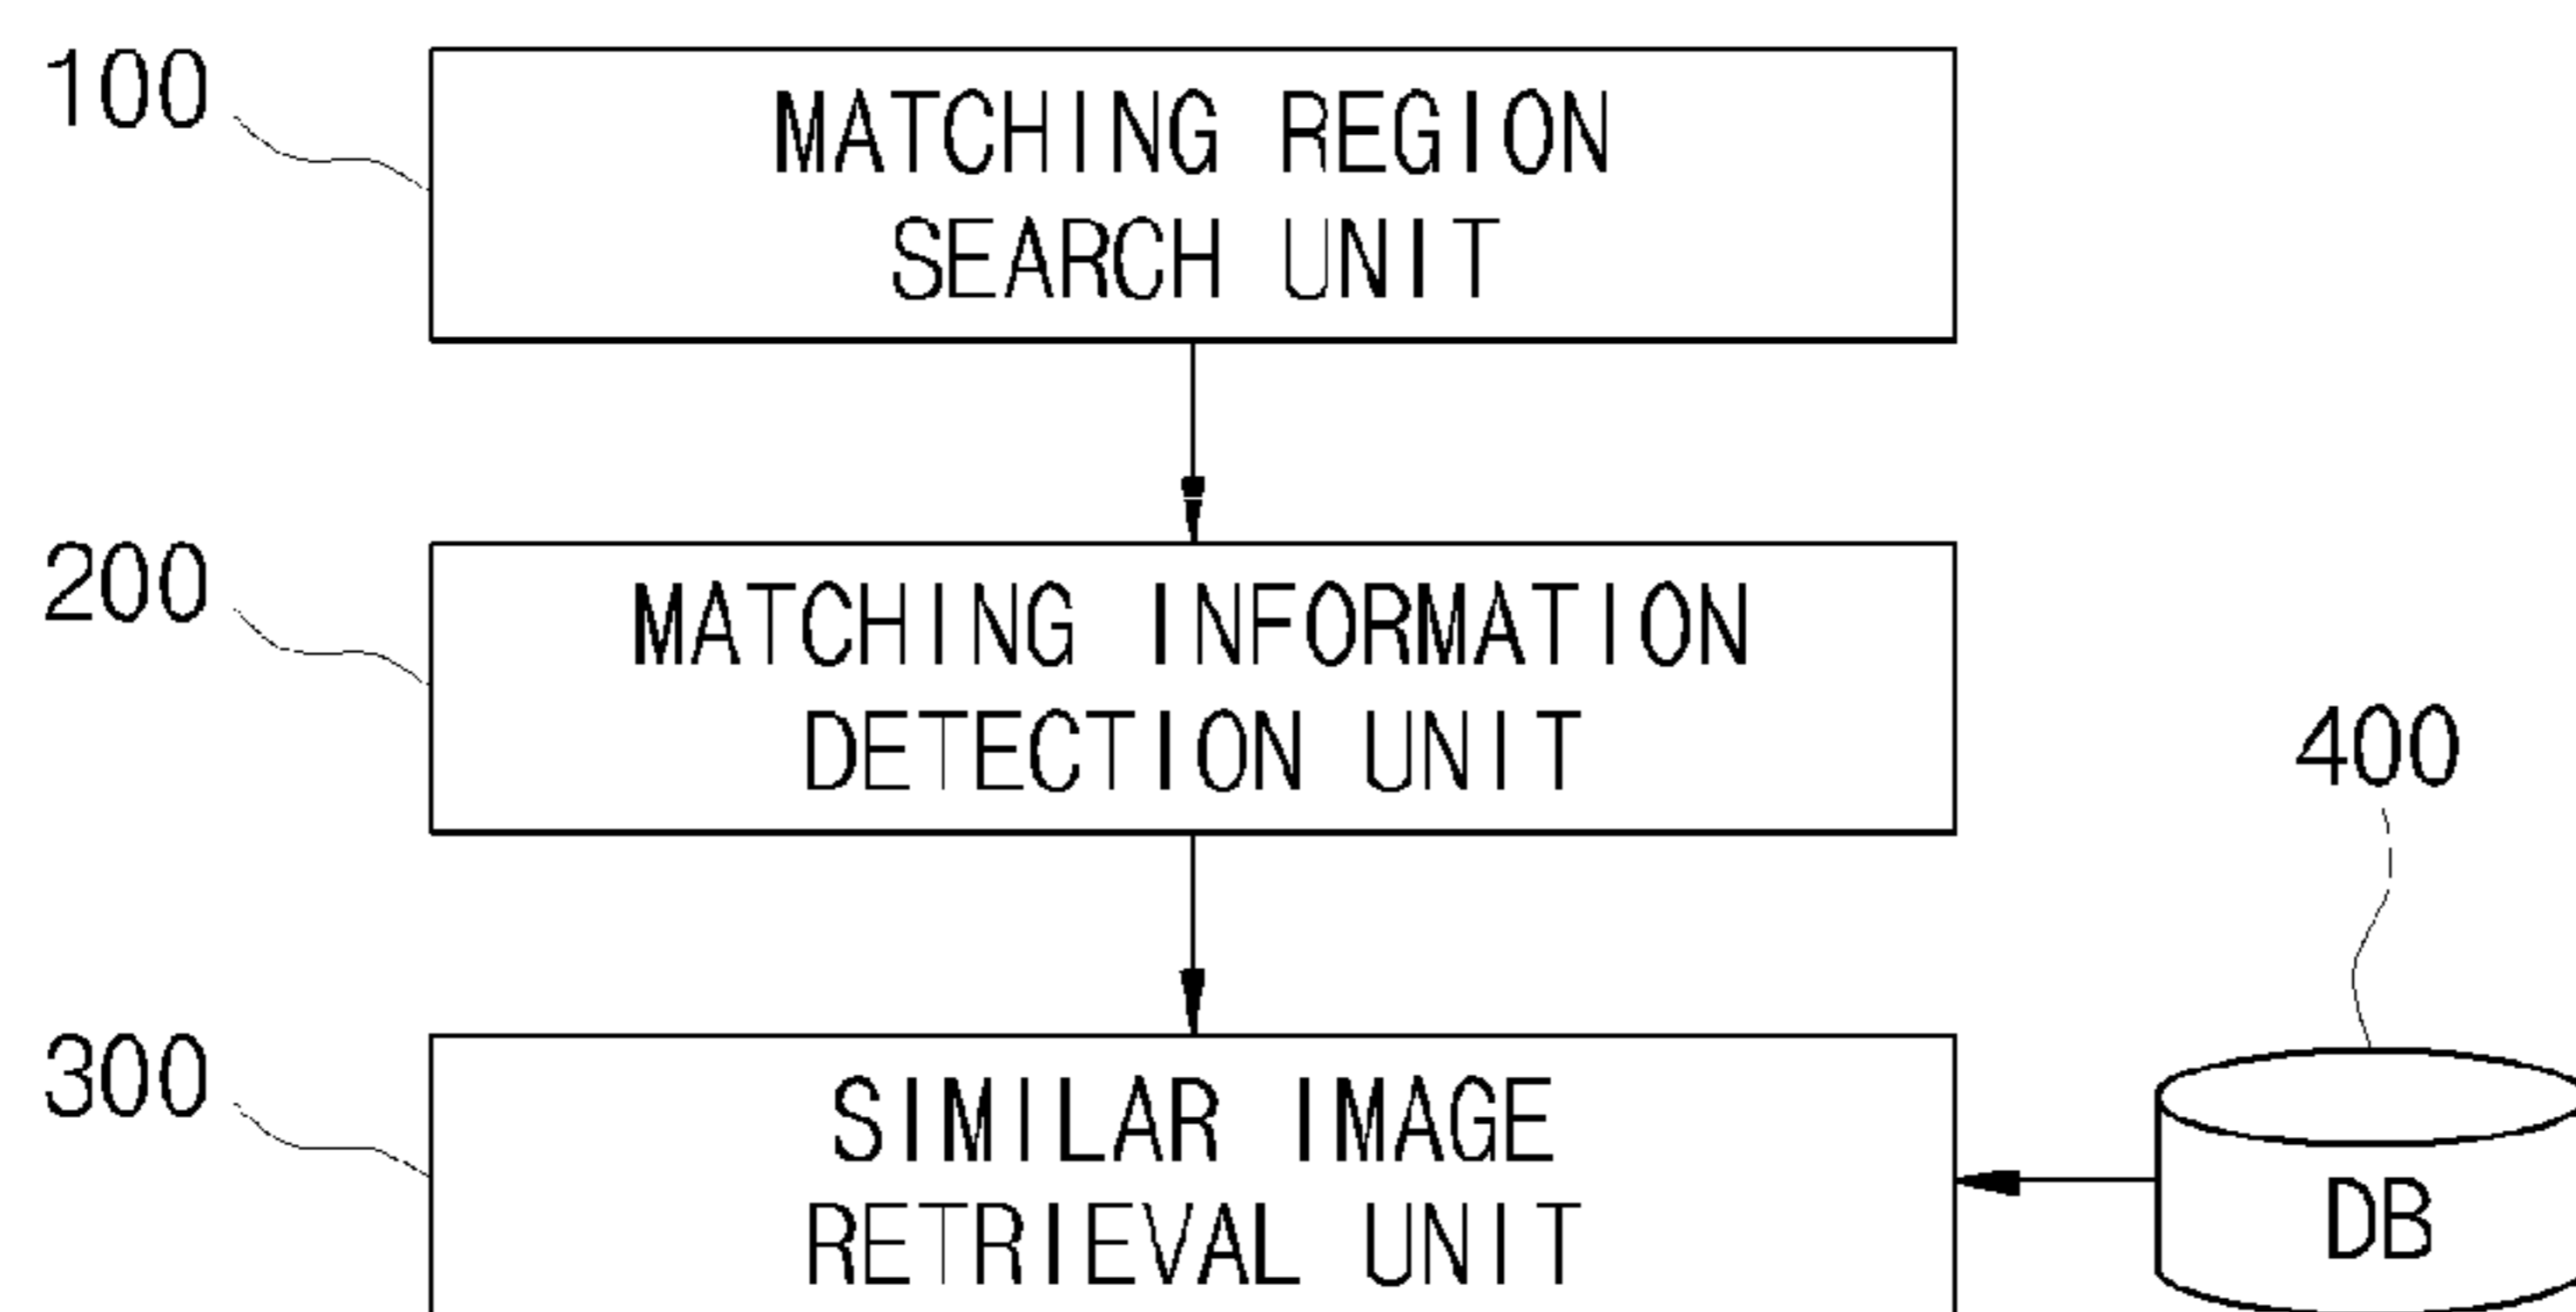 100
MATCHING REGION
SEARCH UNIT
200
MATCHING INFORMATION
DETECTION UNIT
400
300
SIMILAR IMAGE
RETRIEVAL UNIT
DB